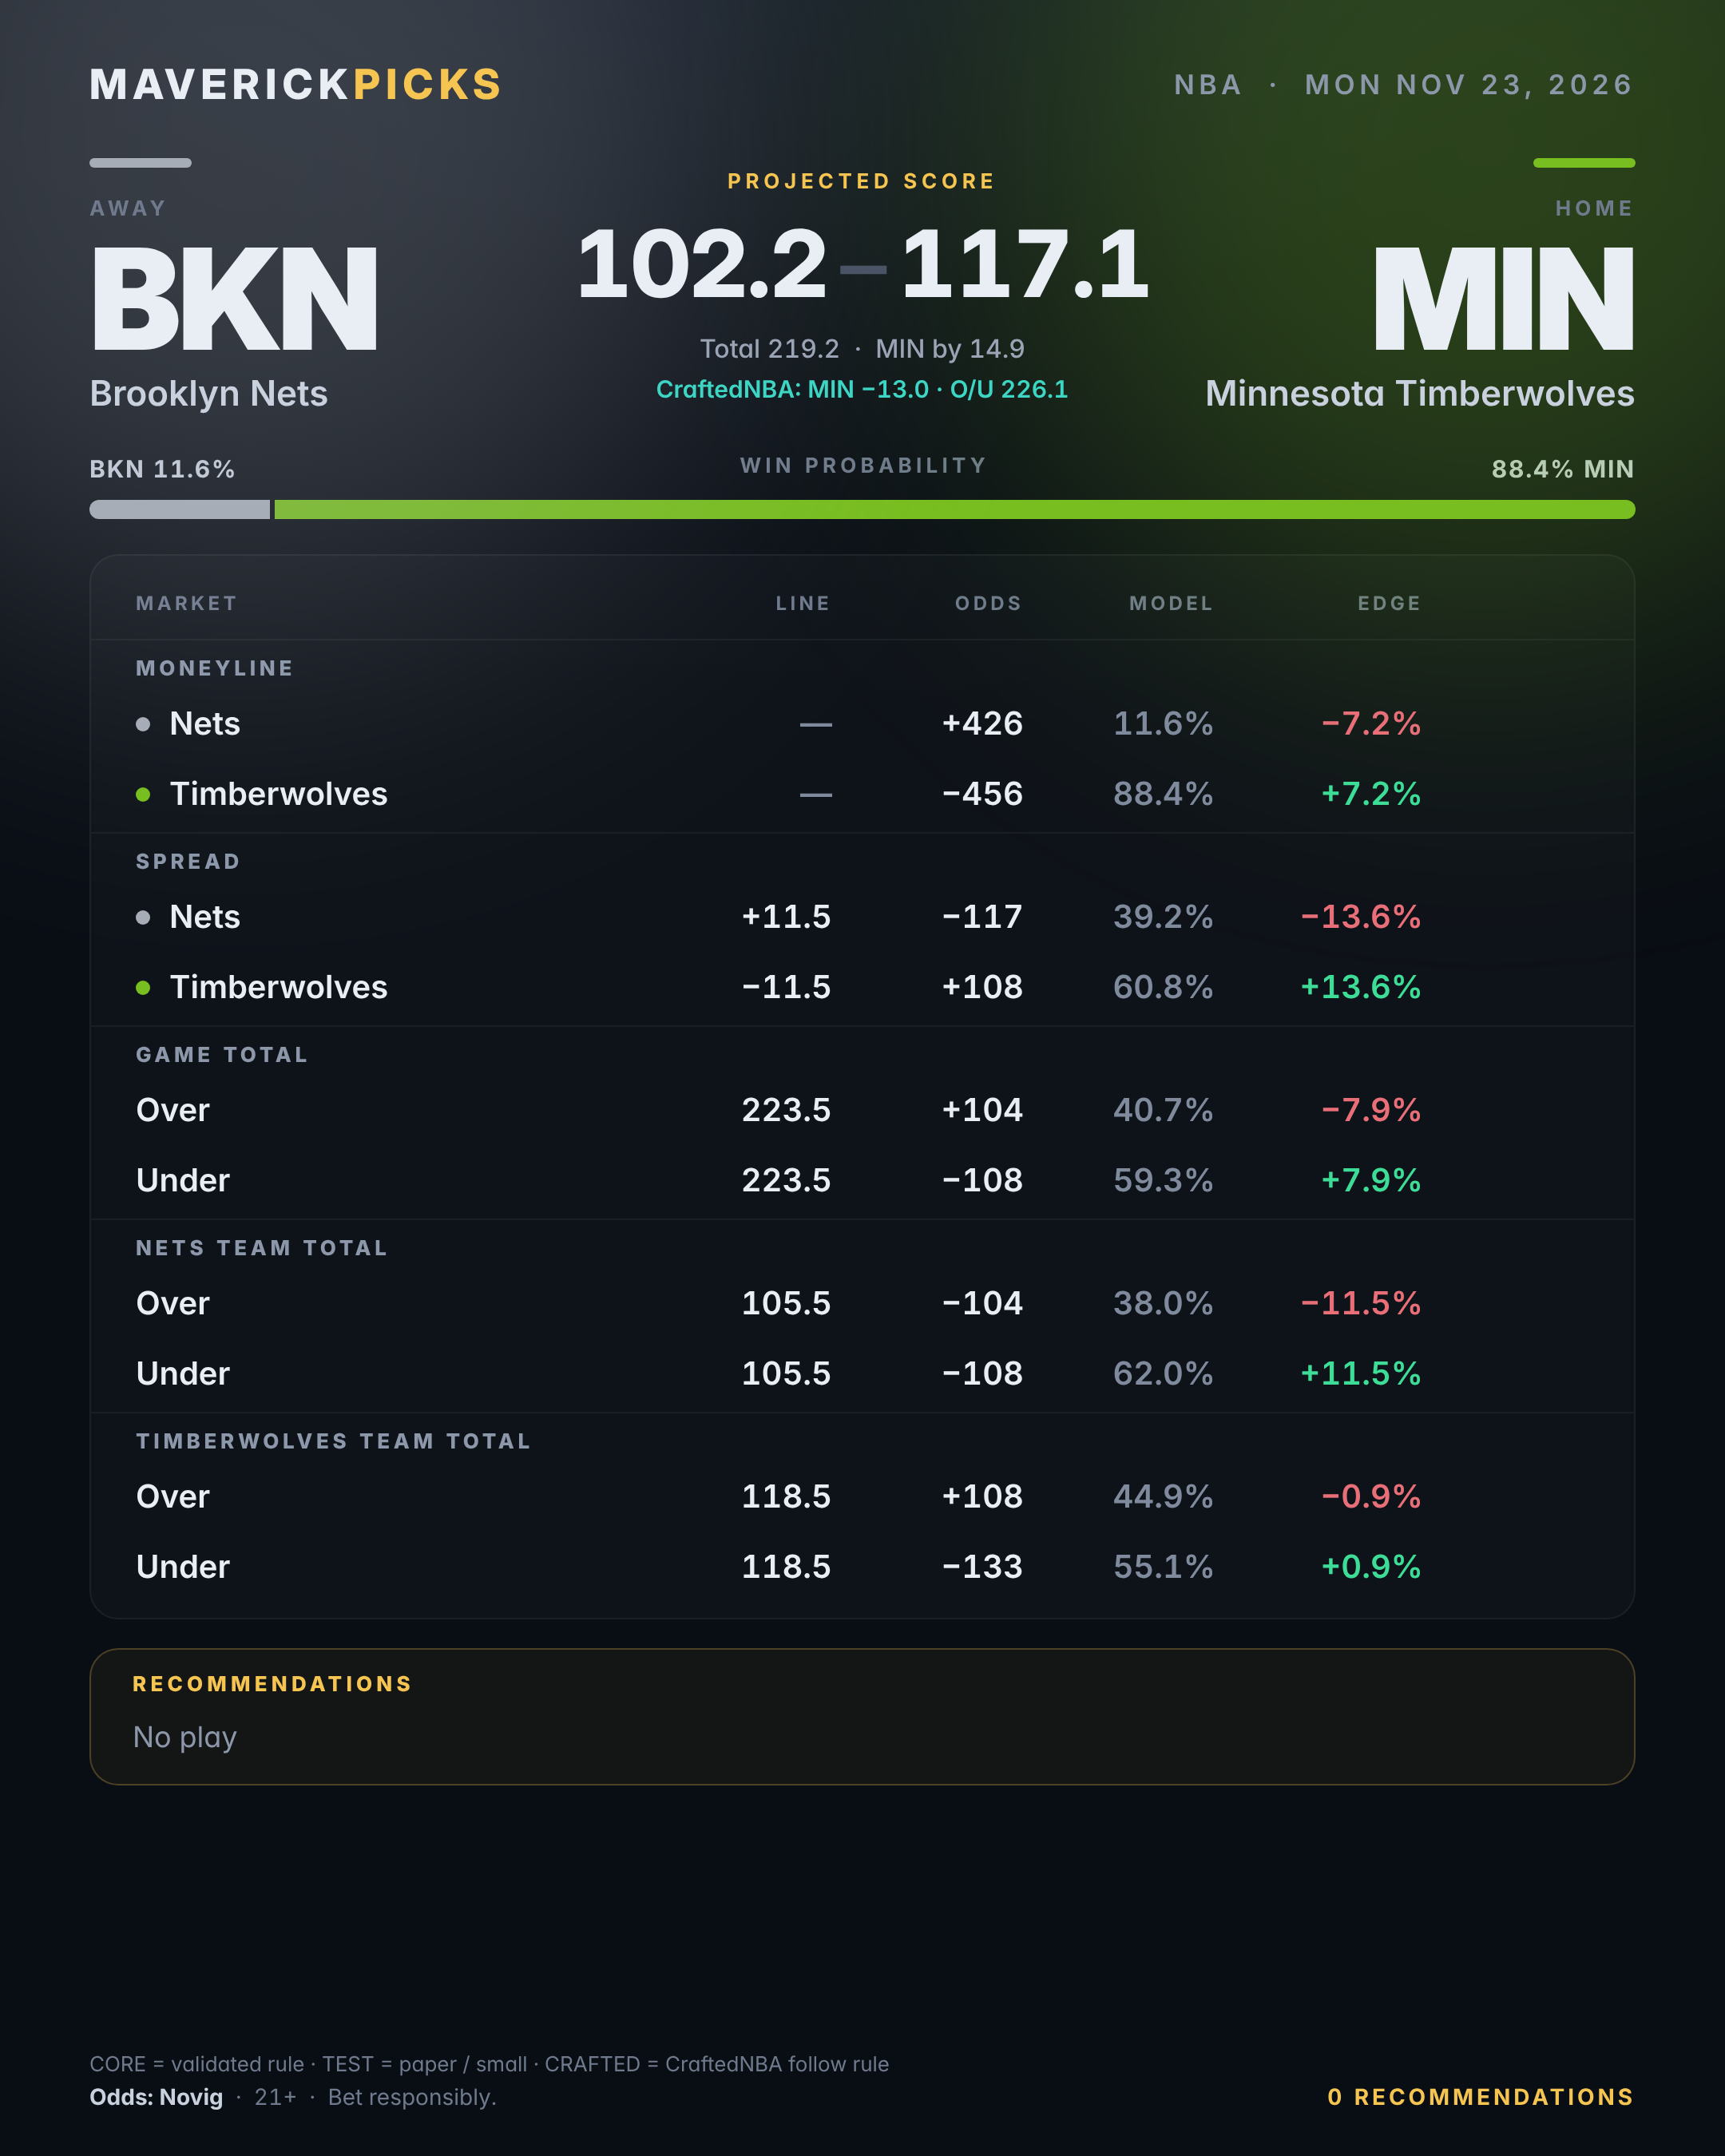 MAVERICKPICKS
NBA · MON NOV 23, 2026
AWAY
BKN
Brooklyn Nets
PROJECTED SCORE
102.2–117.1
Total 219.2 · MIN by 14.9
CraftedNBA: MIN −13.0 · O/U 226.1
HOME
MIN
Minnesota Timberwolves
BKN 11.6% WIN PROBABILITY 88.4% MIN
MARKET LINE ODDS MODEL EDGE
MONEYLINE
Nets — +426 11.6% −7.2%
Timberwolves — −456 88.4% +7.2%
SPREAD
Nets +11.5 −117 39.2% −13.6%
Timberwolves −11.5 +108 60.8% +13.6%
GAME TOTAL
Over 223.5 +104 40.7% −7.9%
Under 223.5 −108 59.3% +7.9%
NETS TEAM TOTAL
Over 105.5 −104 38.0% −11.5%
Under 105.5 −108 62.0% +11.5%
TIMBERWOLVES TEAM TOTAL
Over 118.5 +108 44.9% −0.9%
Under 118.5 −133 55.1% +0.9%
RECOMMENDATIONS
No play
CORE = validated rule · TEST = paper / small · CRAFTED = CraftedNBA follow rule
Odds: Novig · 21+ · Bet responsibly.
0 RECOMMENDATIONS